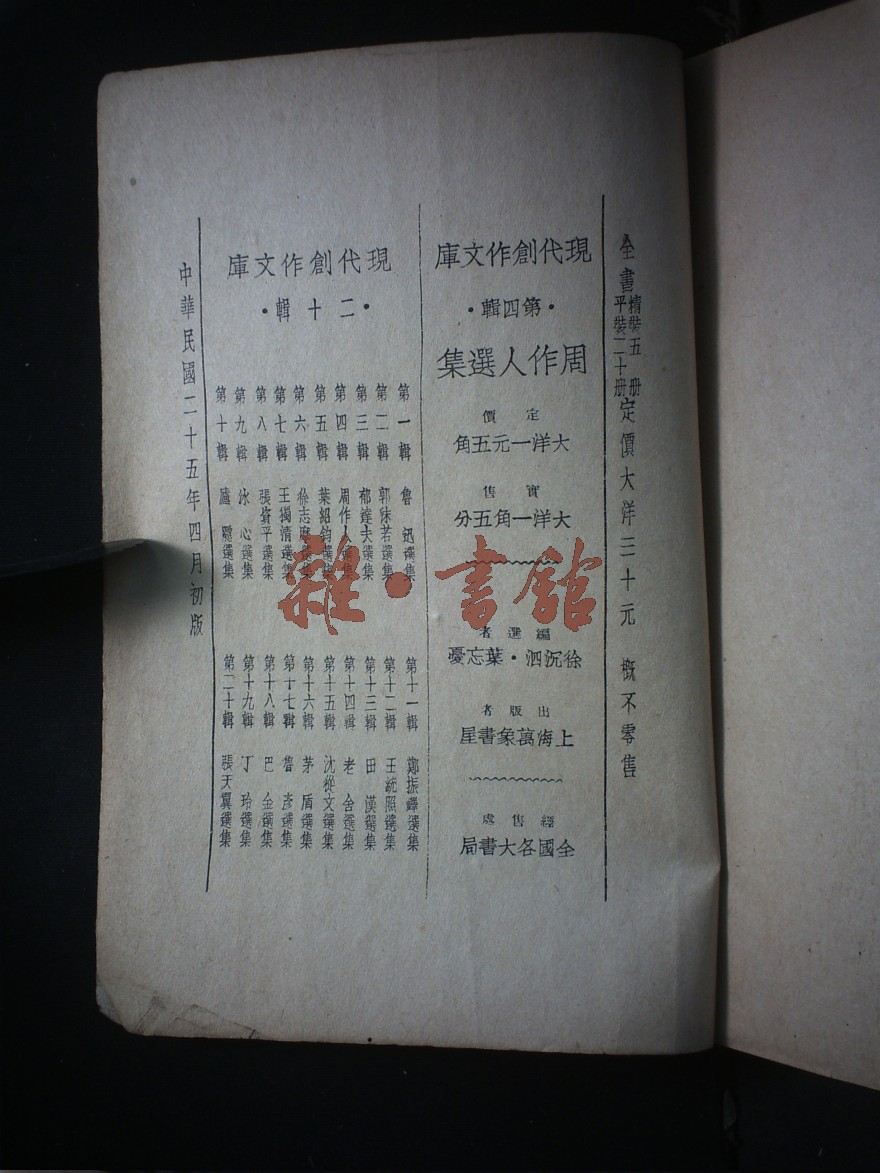 全書精裝五册平裝二十册定價大洋三十元　概不零售
現代創作文庫
·第四輯·
周作人選集
定價
大洋一元五角
實售
大洋一角五分
編選者
徐沉泗·葉忘憂
出版者
上海萬象書屋
經售處
全國各大書局
現代創作文庫
·二十輯·
第一輯　魯迅選集
第二輯　郭沫若選集
第三輯　郁達夫選集
第四輯　周作人選集
第五輯　葉紹鈞選集
第六輯　徐志摩選集
第七輯　王獨清選集
第八輯　張資平選集
第九輯　冰心選集
第十輯　廬隱選集
第十一輯　鄭振鐸選集
第十二輯　王統照選集
第十三輯　田漢選集
第十四輯　老舍選集
第十五輯　沈從文選集
第十六輯　茅盾選集
第十七輯　魯彥選集
第十八輯　巴金選集
第十九輯　丁玲選集
第二十輯　張天翼選集
中華民國二十五年四月初版
雜·書館